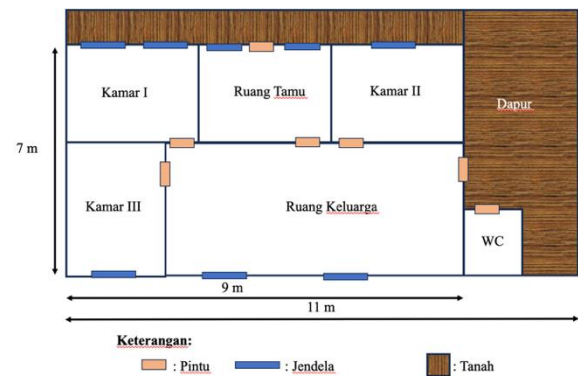 Kamar I
Ruang Tamu
Kamar II
Dapur
7 m
Kamar III
Ruang Keluarga
WC
9 m
11 m
Keterangan:
: Pintu
: Jendela
: Tanah